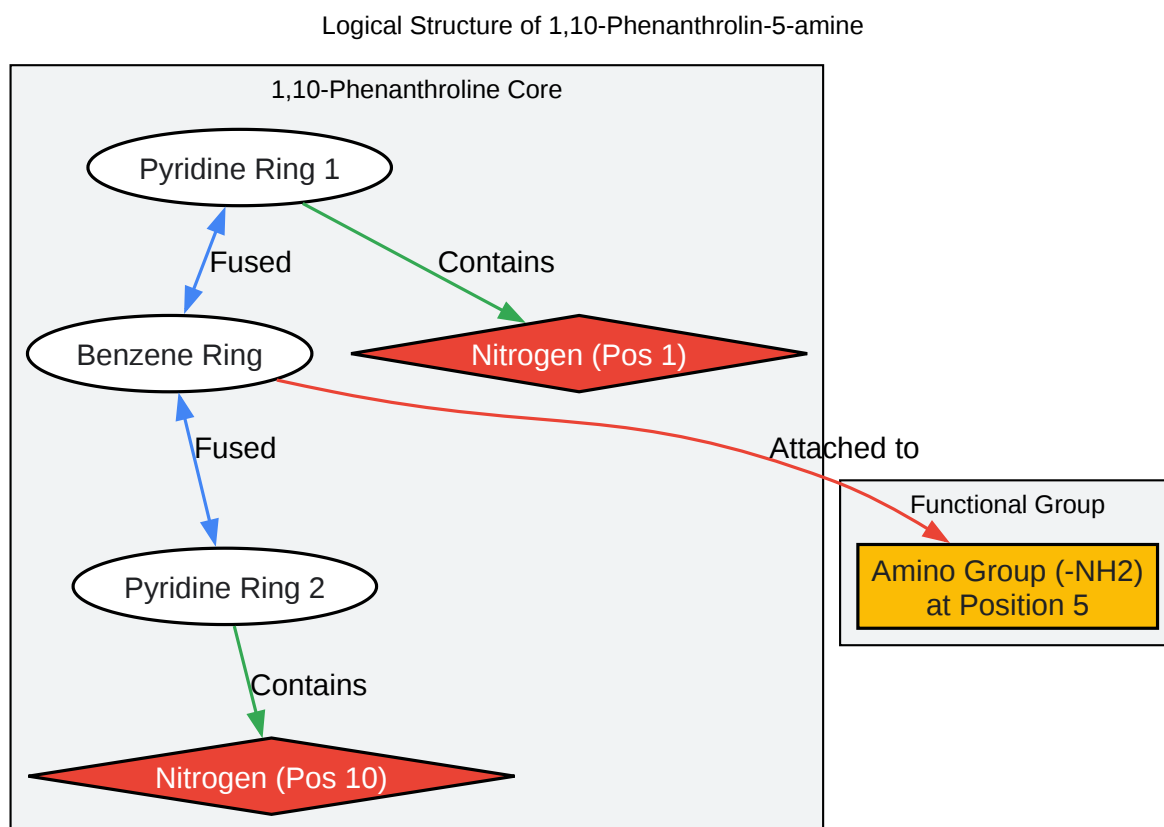 Logical Structure of 1,10-Phenanthrolin-5-amine
1,10-Phenanthroline Core
Pyridine Ring 1
Fused
Contains
Benzene Ring
Nitrogen (Pos 1)
Fused
Attached to
Functional Group
Amino Group (-NH2)
at Position 5
Pyridine Ring 2
Contains
Nitrogen (Pos 10)